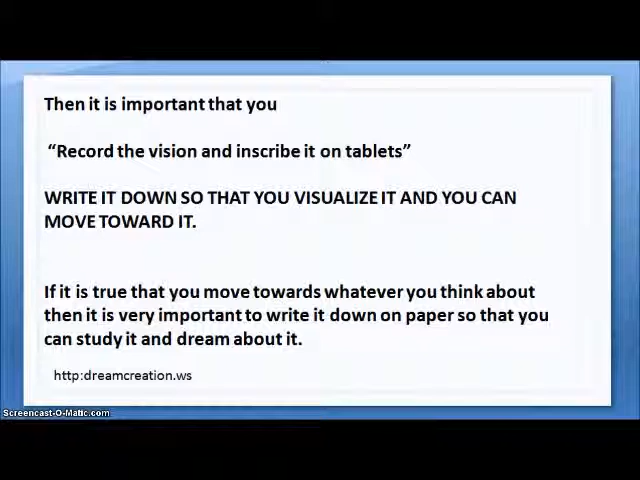 Then it is important that you
“Record the vision and inscribe it on tablets”
WRITE IT DOWN SO THAT YOU VISUALIZE IT AND YOU CAN
MOVE TOWARD IT.
If it is true that you move towards whatever you think about
then it is very important to write it down on paper so that you
can study it and dream about it.
http:dreamcreation.ws
Screencast-O-Matic.com